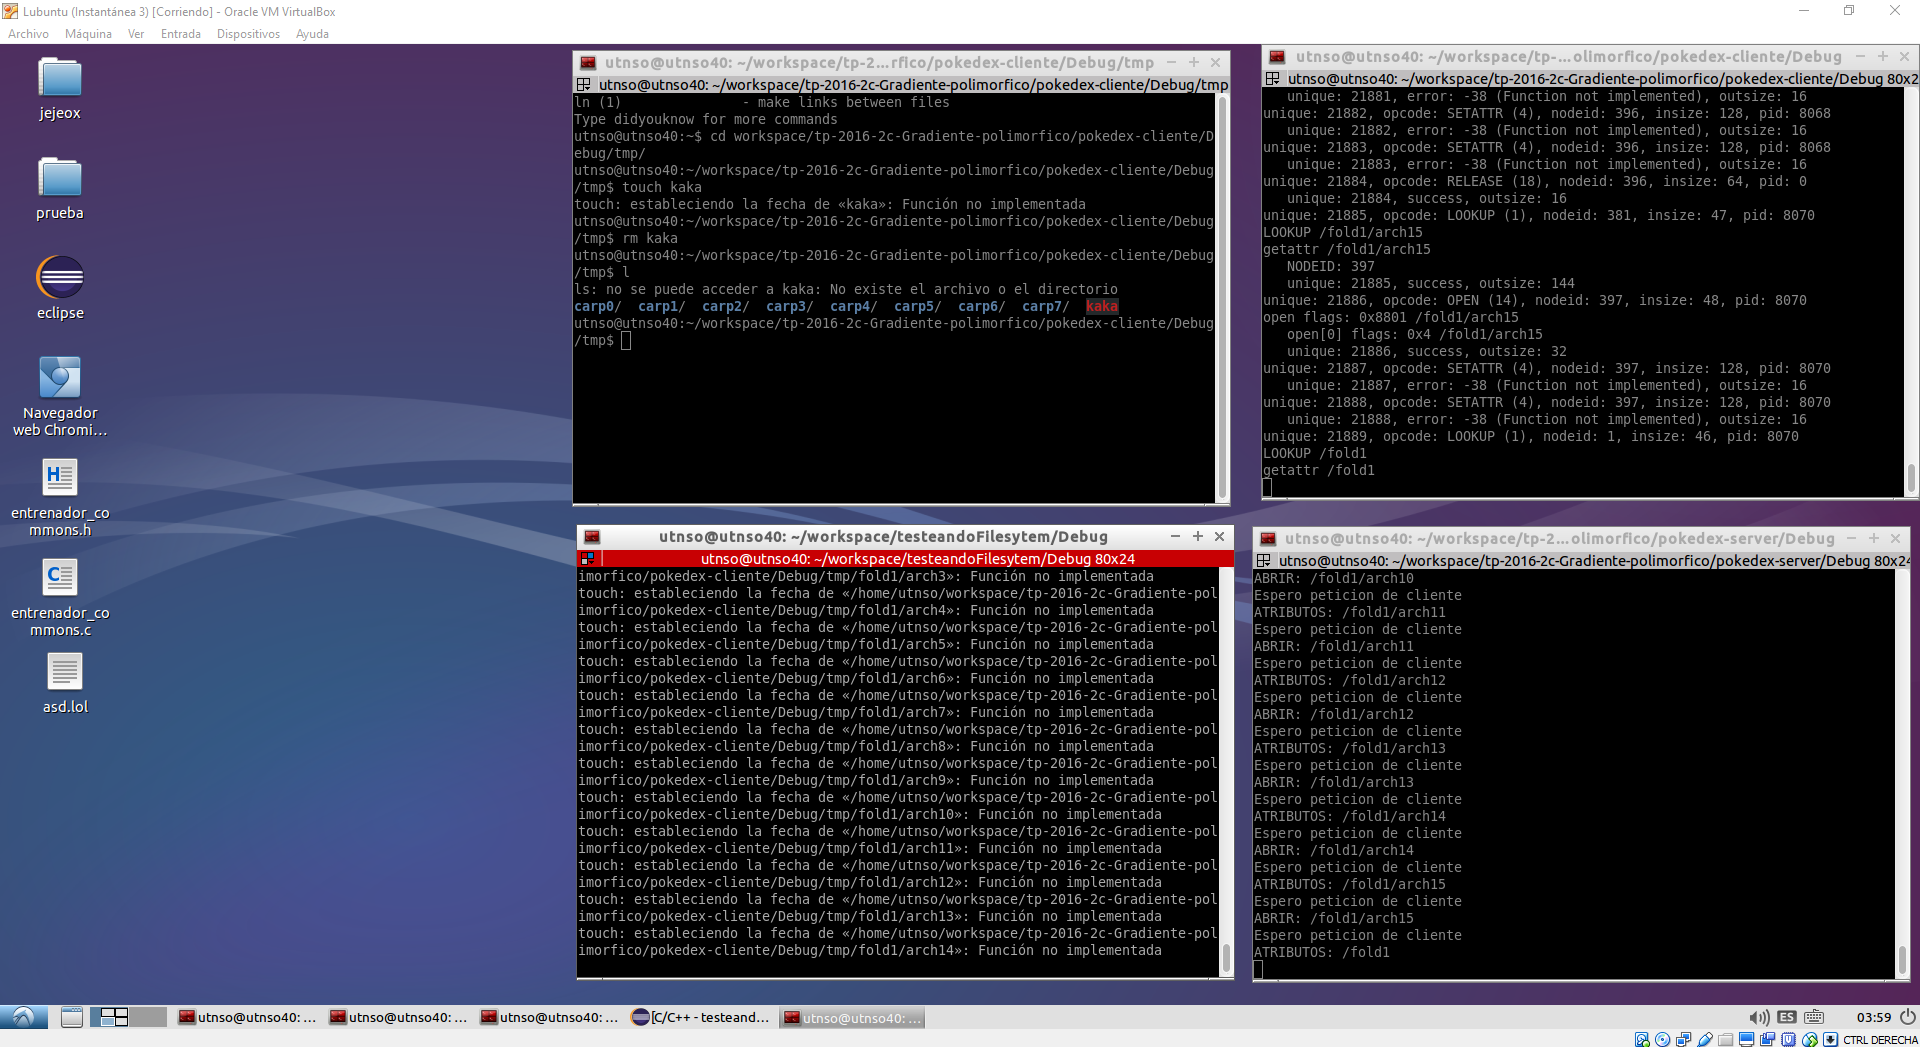 Lubuntu (Instantánea 3) [Corriendo] - Oracle VM VirtualBox
Archivo Máquina Ver Entrada Dispositivos Ayuda
jejeox
prueba
eclipse
Navegador
web Chromi...
entrenador_co
mmons.h
entrenador_co
mmons.c
asd.lol
utnso@utnso40: ~/workspace/tp-2...rfico/pokedex-cliente/Debug/tmp
utnso@utnso40: ~/workspace/tp-2016-2c-Gradiente-polimorfico/pokedex-cliente/Debug/tmp
ln (1) - make links between files
Type didyouknow for more commands
utnso@utnso40:~$ cd workspace/tp-2016-2c-Gradiente-polimorfico/pokedex-cliente/D
ebug/tmp/
utnso@utnso40:~/workspace/tp-2016-2c-Gradiente-polimorfico/pokedex-cliente/Debug
/tmp$ touch kaka
touch: estableciendo la fecha de «kaka»: Función no implementada
utnso@utnso40:~/workspace/tp-2016-2c-Gradiente-polimorfico/pokedex-cliente/Debug
/tmp$ rm kaka
utnso@utnso40:~/workspace/tp-2016-2c-Gradiente-polimorfico/pokedex-cliente/Debug
/tmp$ l
ls: no se puede acceder a kaka: No existe el archivo o el directorio
carp0/ carp1/ carp2/ carp3/ carp4/ carp5/ carp6/ carp7/ kaka
utnso@utnso40:~/workspace/tp-2016-2c-Gradiente-polimorfico/pokedex-cliente/Debug
/tmp$
utnso@utnso40: ~/workspace/tp-...olimorfico/pokedex-cliente/Debug
utnso@utnso40: ~/workspace/tp-2016-2c-Gradiente-polimorfico/pokedex-cliente/Debug 80x2
unique: 21881, error: -38 (Function not implemented), outsize: 16
unique: 21882, opcode: SETATTR (4), nodeid: 396, insize: 128, pid: 8068
unique: 21882, error: -38 (Function not implemented), outsize: 16
unique: 21883, opcode: SETATTR (4), nodeid: 396, insize: 128, pid: 8068
unique: 21883, error: -38 (Function not implemented), outsize: 16
unique: 21884, opcode: RELEASE (18), nodeid: 396, insize: 64, pid: 0
unique: 21884, success, outsize: 16
unique: 21885, opcode: LOOKUP (1), nodeid: 381, insize: 47, pid: 8070
LOOKUP /fold1/arch15
getattr /fold1/arch15
NODEID: 397
unique: 21885, success, outsize: 144
unique: 21886, opcode: OPEN (14), nodeid: 397, insize: 48, pid: 8070
open flags: 0x8801 /fold1/arch15
open[0] flags: 0x4 /fold1/arch15
unique: 21886, success, outsize: 32
unique: 21887, opcode: SETATTR (4), nodeid: 397, insize: 128, pid: 8070
unique: 21887, error: -38 (Function not implemented), outsize: 16
unique: 21888, opcode: SETATTR (4), nodeid: 397, insize: 128, pid: 8070
unique: 21888, error: -38 (Function not implemented), outsize: 16
unique: 21889, opcode: LOOKUP (1), nodeid: 1, insize: 46, pid: 8070
LOOKUP /fold1
getattr /fold1
utnso@utnso40: ~/workspace/testeandoFilesytem/Debug
utnso@utnso40: ~/workspace/testeandoFilesytem/Debug 80x24
imorfico/pokedex-cliente/Debug/tmp/fold1/arch3»: Función no implementada
touch: estableciendo la fecha de «/home/utnso/workspace/tp-2016-2c-Gradiente-pol
imorfico/pokedex-cliente/Debug/tmp/fold1/arch4»: Función no implementada
touch: estableciendo la fecha de «/home/utnso/workspace/tp-2016-2c-Gradiente-pol
imorfico/pokedex-cliente/Debug/tmp/fold1/arch5»: Función no implementada
touch: estableciendo la fecha de «/home/utnso/workspace/tp-2016-2c-Gradiente-pol
imorfico/pokedex-cliente/Debug/tmp/fold1/arch6»: Función no implementada
touch: estableciendo la fecha de «/home/utnso/workspace/tp-2016-2c-Gradiente-pol
imorfico/pokedex-cliente/Debug/tmp/fold1/arch7»: Función no implementada
touch: estableciendo la fecha de «/home/utnso/workspace/tp-2016-2c-Gradiente-pol
imorfico/pokedex-cliente/Debug/tmp/fold1/arch8»: Función no implementada
touch: estableciendo la fecha de «/home/utnso/workspace/tp-2016-2c-Gradiente-pol
imorfico/pokedex-cliente/Debug/tmp/fold1/arch9»: Función no implementada
touch: estableciendo la fecha de «/home/utnso/workspace/tp-2016-2c-Gradiente-pol
imorfico/pokedex-cliente/Debug/tmp/fold1/arch10»: Función no implementada
touch: estableciendo la fecha de «/home/utnso/workspace/tp-2016-2c-Gradiente-pol
imorfico/pokedex-cliente/Debug/tmp/fold1/arch11»: Función no implementada
touch: estableciendo la fecha de «/home/utnso/workspace/tp-2016-2c-Gradiente-pol
imorfico/pokedex-cliente/Debug/tmp/fold1/arch12»: Función no implementada
touch: estableciendo la fecha de «/home/utnso/workspace/tp-2016-2c-Gradiente-pol
imorfico/pokedex-cliente/Debug/tmp/fold1/arch13»: Función no implementada
touch: estableciendo la fecha de «/home/utnso/workspace/tp-2016-2c-Gradiente-pol
imorfico/pokedex-cliente/Debug/tmp/fold1/arch14»: Función no implementada
utnso@utnso40: ~/workspace/tp-2...olimorfico/pokedex-server/Debug
utnso@utnso40: ~/workspace/tp-2016-2c-Gradiente-polimorfico/pokedex-server/Debug 80x24
ABRIR: /fold1/arch10
Espero peticion de cliente
ATRIBUTOS: /fold1/arch11
Espero peticion de cliente
ABRIR: /fold1/arch11
Espero peticion de cliente
ATRIBUTOS: /fold1/arch12
Espero peticion de cliente
ABRIR: /fold1/arch12
Espero peticion de cliente
ATRIBUTOS: /fold1/arch13
Espero peticion de cliente
ABRIR: /fold1/arch13
Espero peticion de cliente
ATRIBUTOS: /fold1/arch14
Espero peticion de cliente
ABRIR: /fold1/arch14
Espero peticion de cliente
ATRIBUTOS: /fold1/arch15
Espero peticion de cliente
ABRIR: /fold1/arch15
Espero peticion de cliente
ATRIBUTOS: /fold1
utnso@utnso40: ... utnso@utnso40: ... utnso@utnso40: ... [C/C++ - testeand... utnso@utnso40: ... ES 03:59
CTRL DERECHA